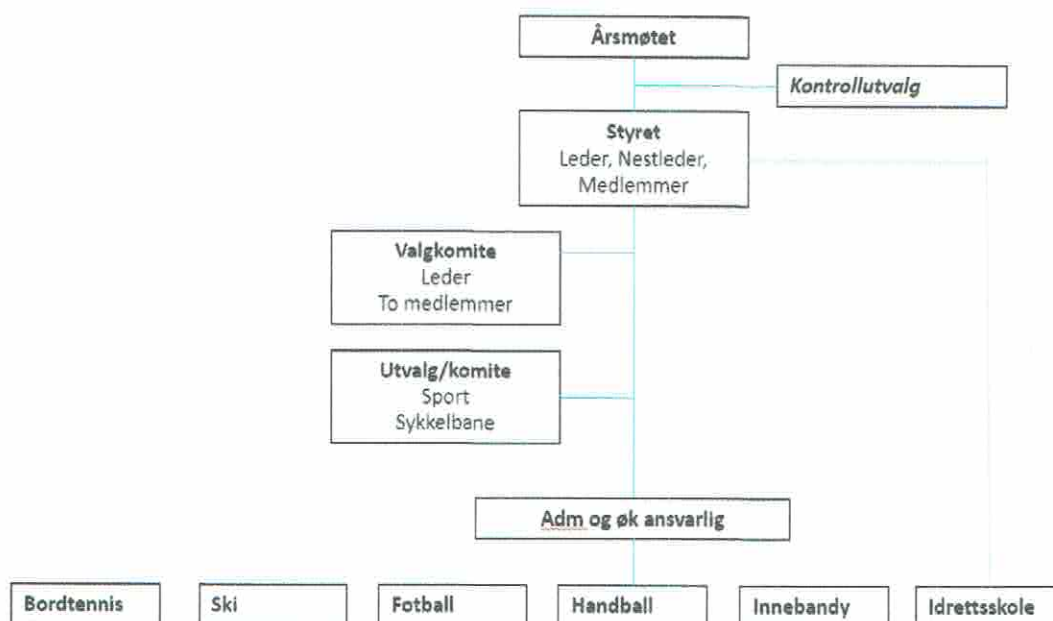 Årsmøtet
Kontrollutvalg
Styret
Leder, Nestleder,
Medlemmer
Valgkomite
Leder
To medlemmer
Utvalg/komite
Sport
Sykkelbane
Adm og øk ansvarlig
Bordtennis
Ski
Fotball
Handball
Innebandy
Idrettsskole